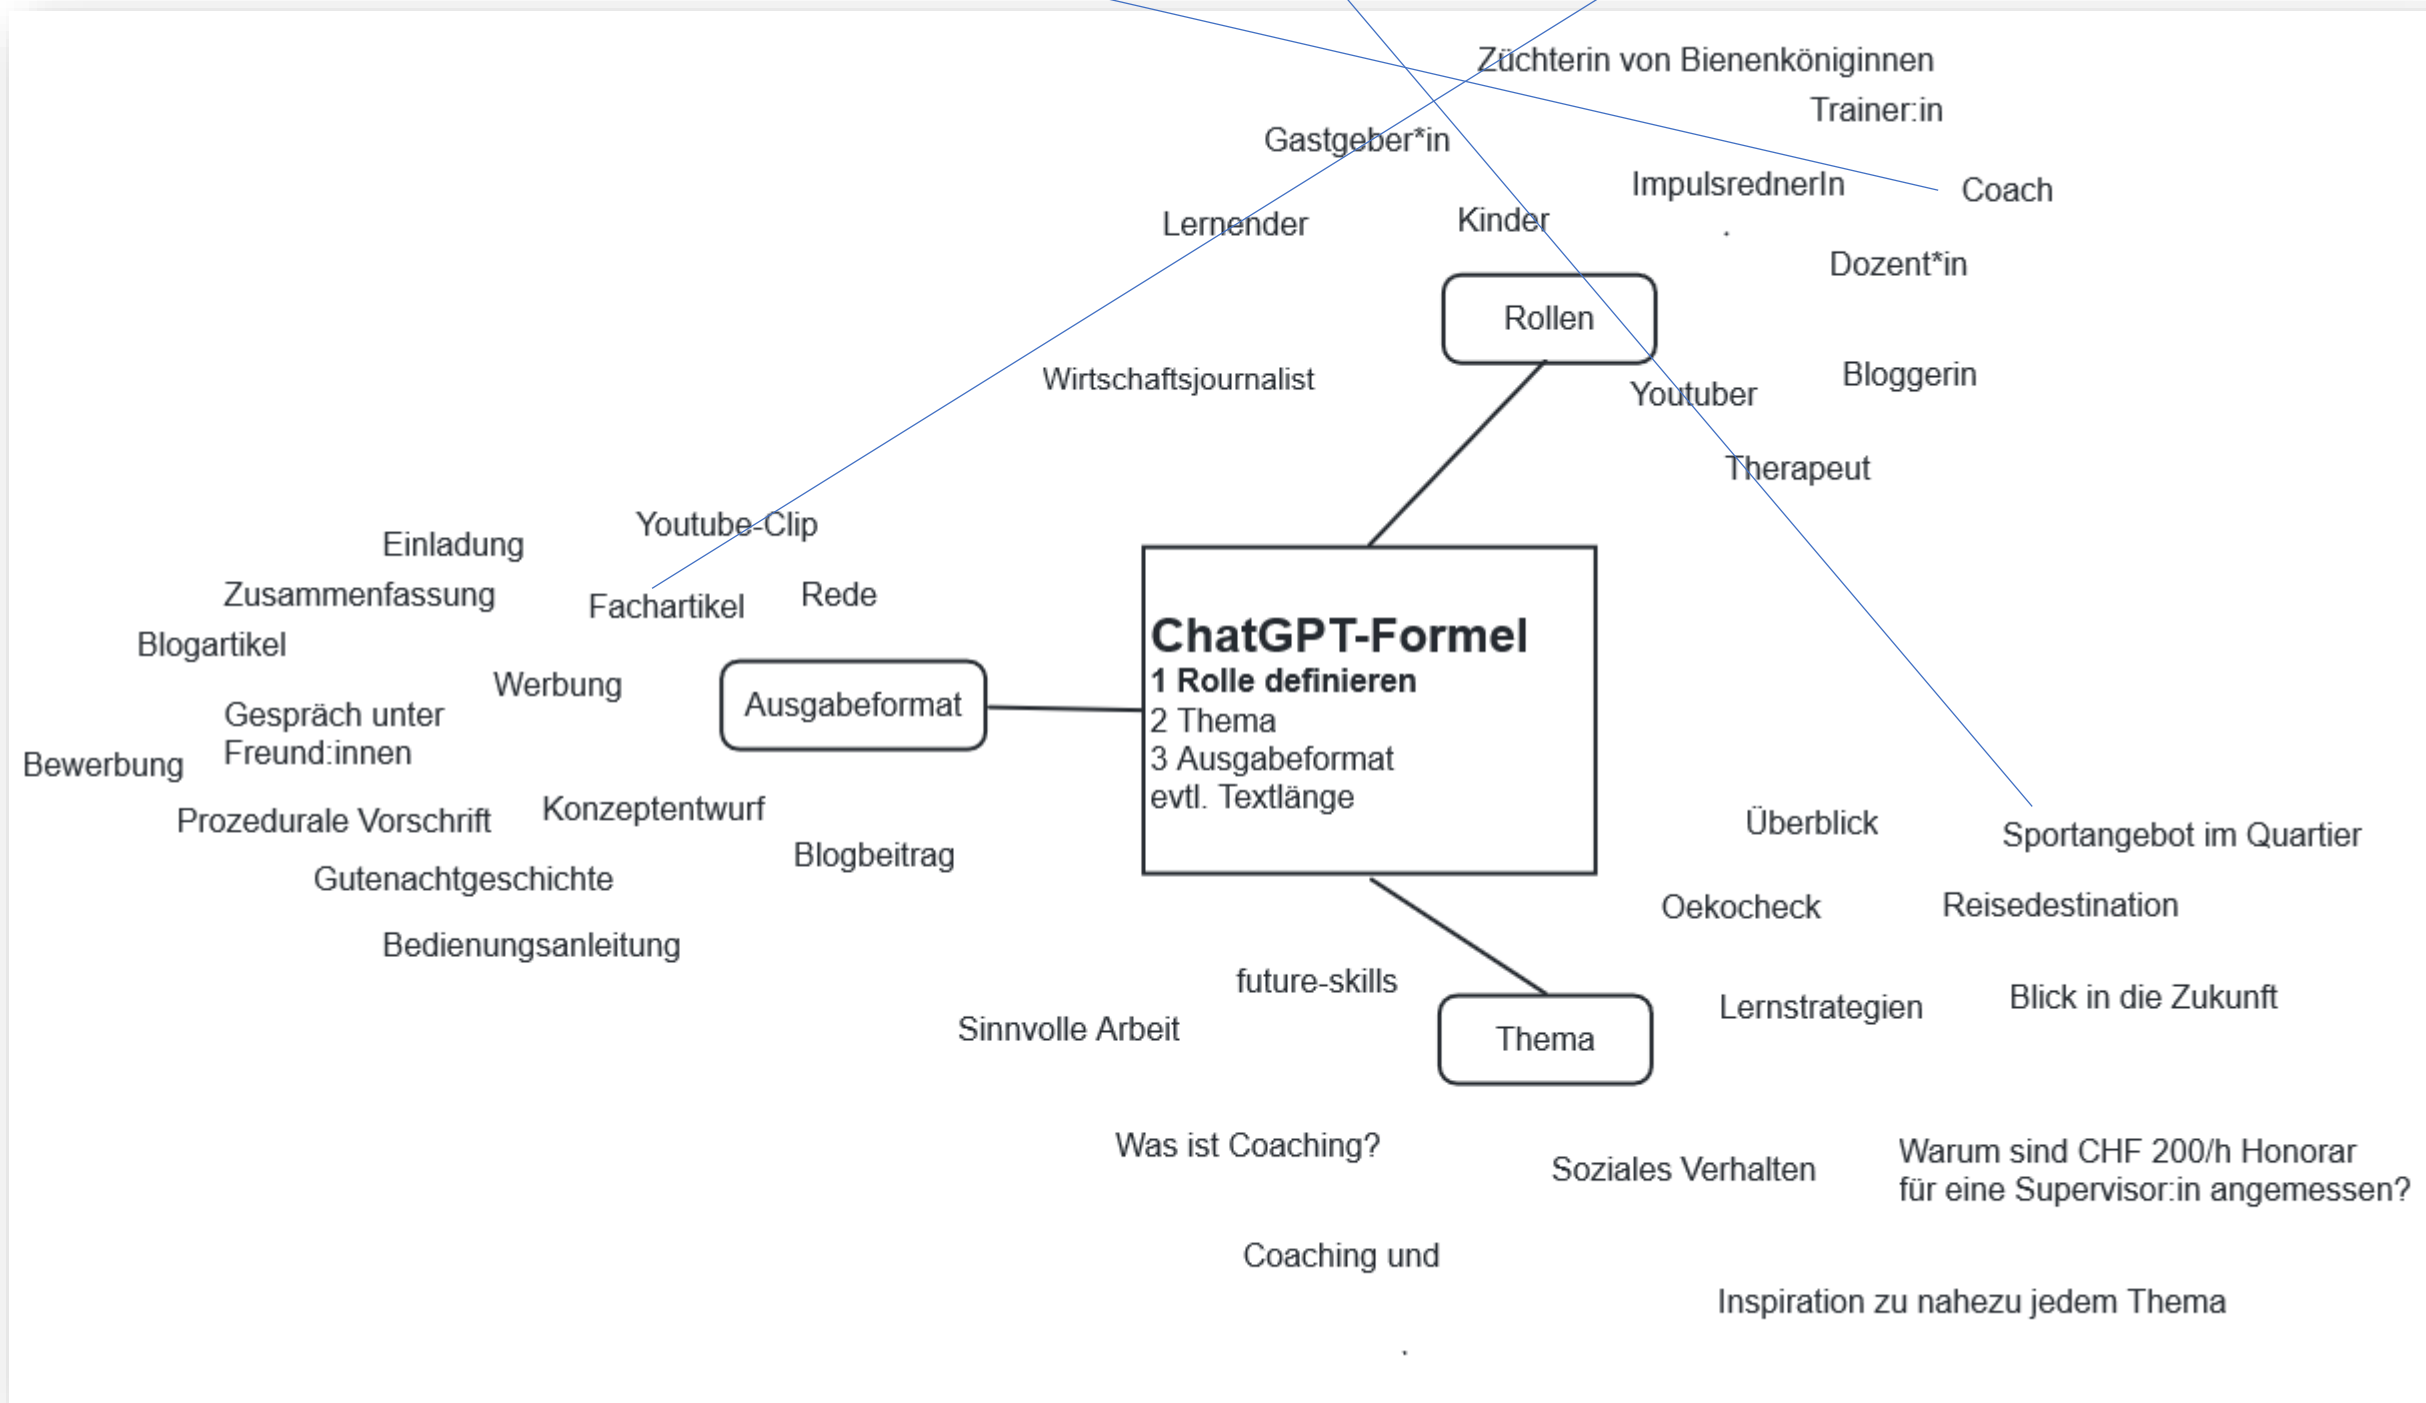 Züchterin von Bienenköniginnen
Trainer:in
Gastgeber*in
ImpulsrednerIn
Coach
Lernender
Kinder
Dozent*in
Rollen
Wirtschaftsjournalist
Youtuber
Bloggerin
Therapeut
Youtube-Clip
Einladung
Zusammenfassung
Fachartikel
Rede
Blogartikel
Werbung
Ausgabeformat
Gespräch unter
Freund:innen
Bewerbung
Prozedurale Vorschrift
Konzeptentwurf
Blogbeitrag
Gutenachtgeschichte
Bedienungsanleitung
ChatGPT-Formel
1 Rolle definieren
2 Thema
3 Ausgabeformat
evtl. Textlänge
Überblick
Sportangebot im Quartier
Oekocheck
Reisedestination
future-skills
Sinnvolle Arbeit
Thema
Lernstrategien
Blick in die Zukunft
Was ist Coaching?
Soziales Verhalten
Warum sind CHF 200/h Honorar
für eine Supervisor:in angemessen?
Coaching und
Inspiration zu nahezu jedem Thema